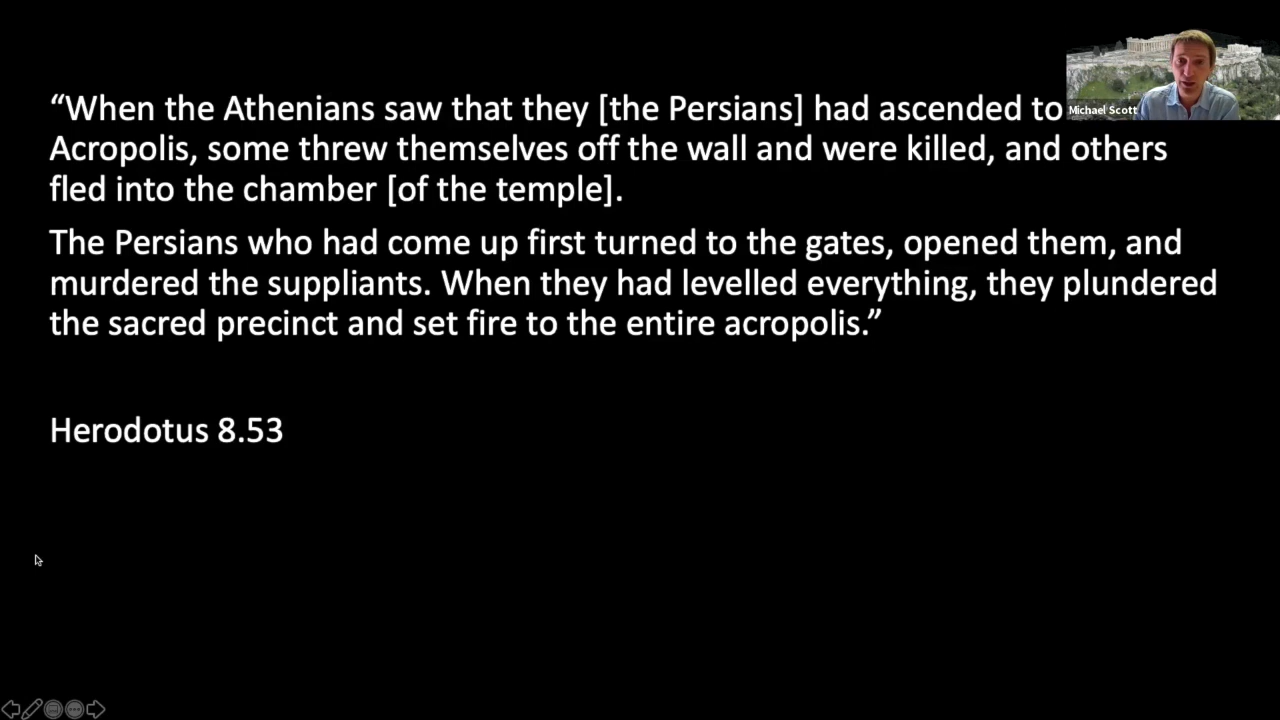 “When the Athenians saw that they [the Persians] had ascended to
Acropolis, some threw themselves off the wall and were killed, and others
fled into the chamber [of the temple].
The Persians who had come up first turned to the gates, opened them, and
murdered the suppliants. When they had levelled everything, they plundered
the sacred precinct and set fire to the entire acropolis.”
Herodotus 8.53
Michael Scott